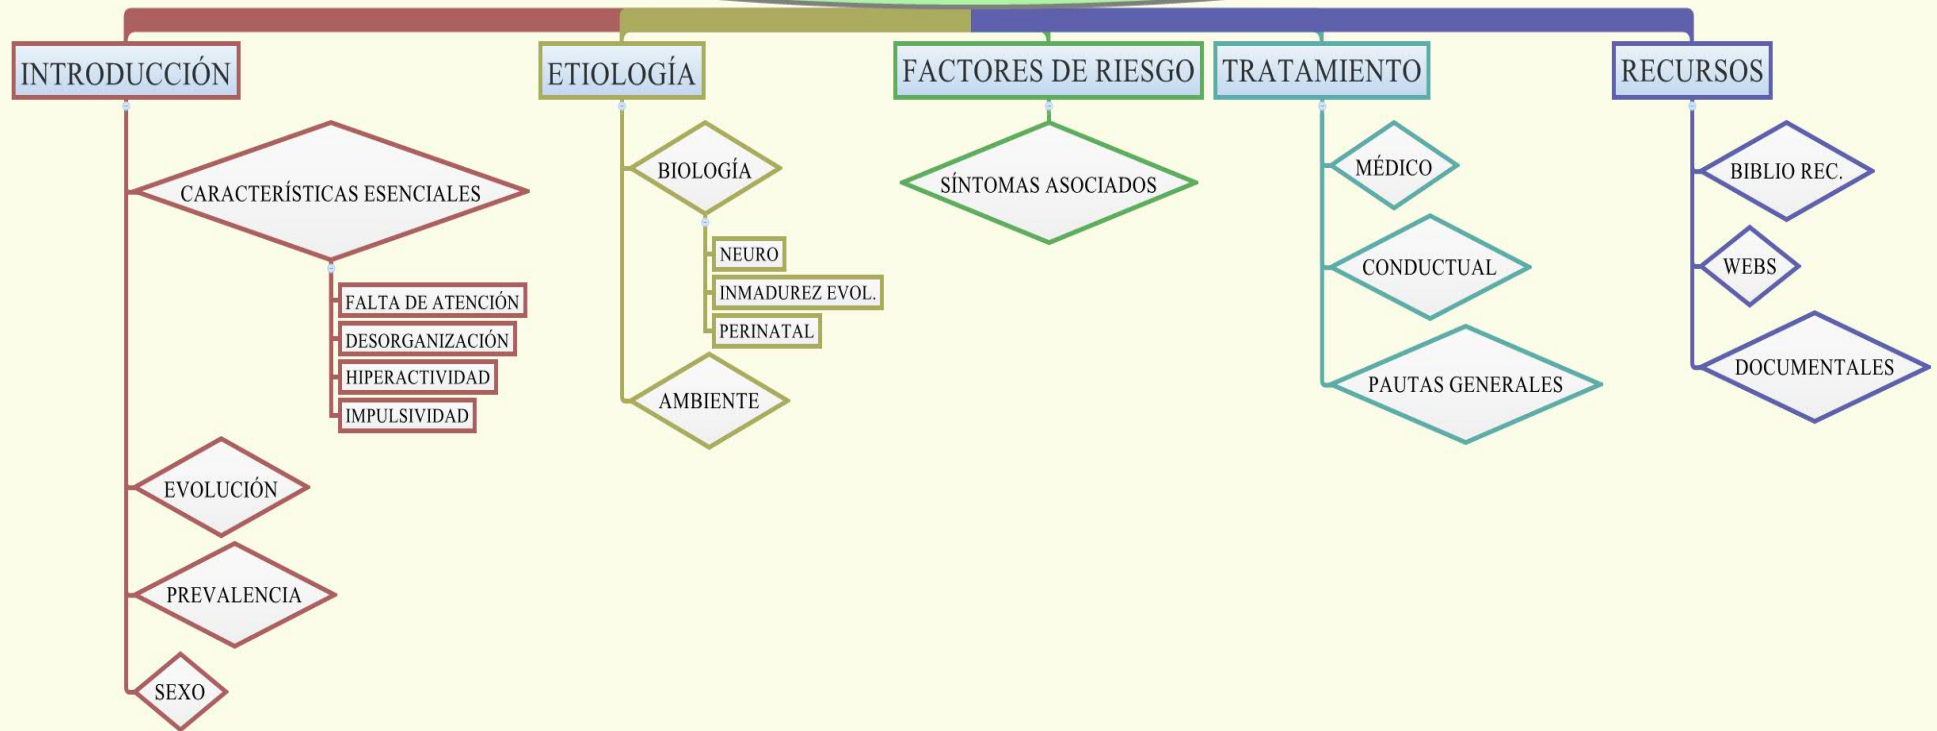 INTRODUCCIÓN
CARACTERÍSTICAS ESENCIALES
FALTA DE ATENCIÓN
DESORGANIZACIÓN
HIPERACTIVIDAD
IMPULSIVIDAD
EVOLUCIÓN
PREVALENCIA
SEXO
ETIOLOGÍA
BIOLOGÍA
NEURO
INMADUREZ EVOL.
PERINATAL
AMBIENTE
FACTORES DE RIESGO
SÍNTOMAS ASOCIADOS
TRATAMIENTO
MÉDICO
CONDUCTUAL
PAUTAS GENERALES
RECURSOS
BIBLIO REC.
WEBS
DOCUMENTALES